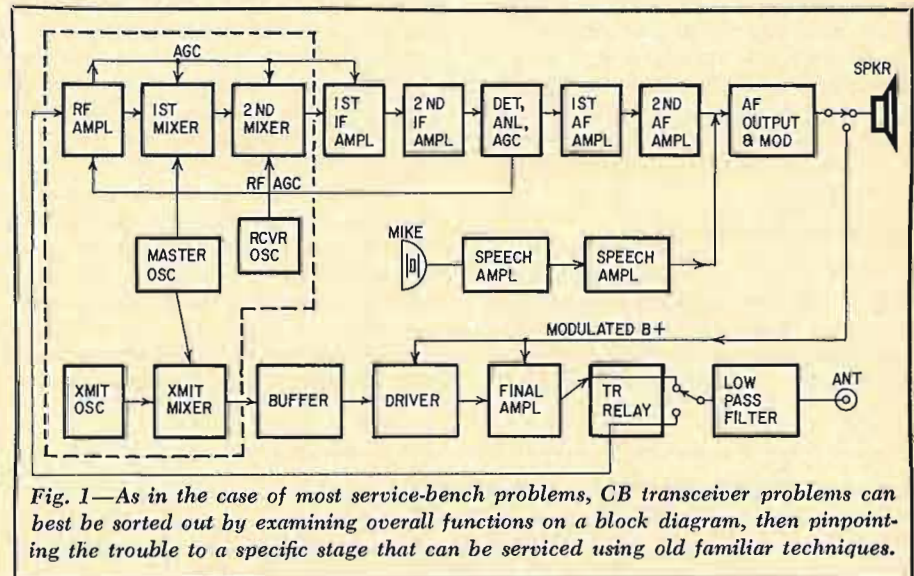 AGC
SPKR
RF
AMPL
1ST
MIXER
2ND
MIXER
1ST
IF
AMPL
2ND
IF
AMPL
DET,
ANL,
AGC
1ST
AF
AMPL
2ND
AF
AMPL
AF
OUTPUT
& MOD
RF AGC
MASTER
OSC
RCVR
OSC
MIKE
SPEECH
AMPL
SPEECH
AMPL
MODULATED B+
XMIT
OSC
XMIT
MIXER
BUFFER
DRIVER
FINAL
AMPL
TR
RELAY
LOW
PASS
FILTER
ANT
Fig. 1—As in the case of most service-bench problems, CB transceiver problems can
best be sorted out by examining overall functions on a block diagram, then pinpoint-
ing the trouble to a specific stage that can be serviced using old familiar techniques.